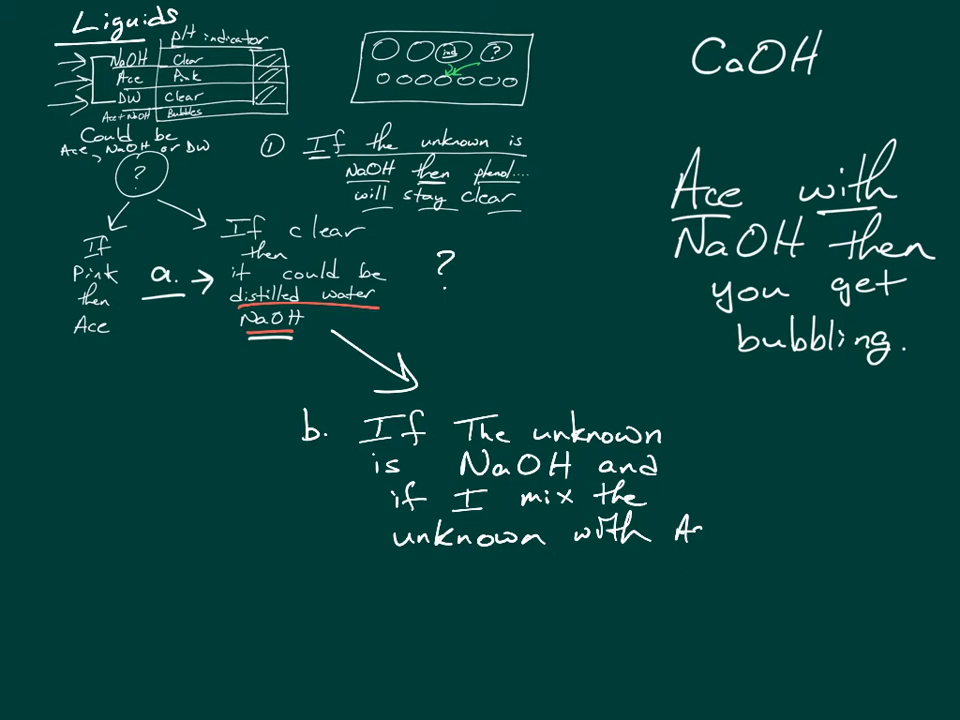 Liquids
pH indicator
NaOH Clear
Ace Pink
DW Clear
Ace + NaOH Bubbles
Could be
Ace, NaOH or DW
?
ind ?
1 If the unknown is
NaOH then phenol....
will stay clear
If
Pink
then
Ace
a.
If clear
then
it could be
distilled water
NaOH
?
b. If The unknown
is NaOH and
if I mix the
unknown with Ac
CaOH
Ace with
NaOH then
you get
bubbling.